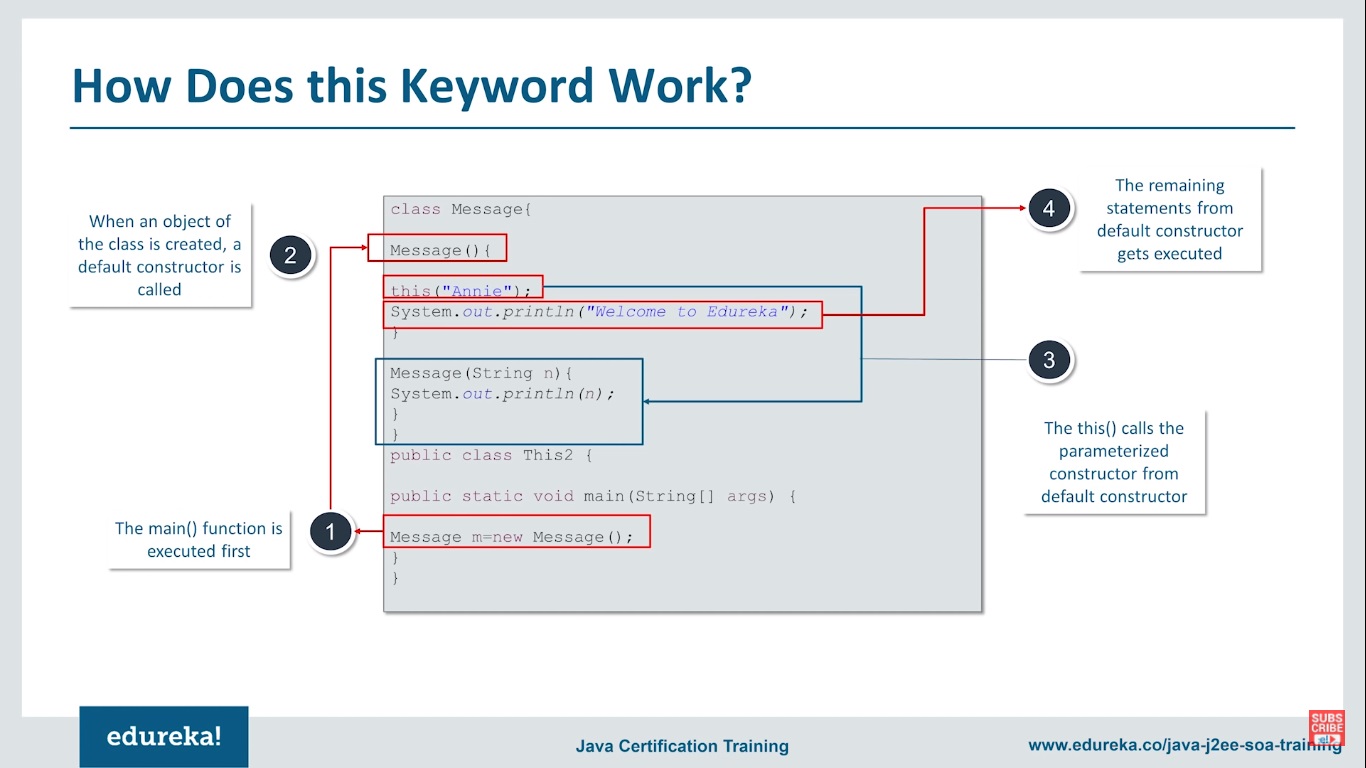 How Does this Keyword Work?
When an object of
the class is created, a
default constructor is
called
2
class Message{
Message(){
this("Annie");
System.out.println("Welcome to Edureka");
}
Message(String n){
System.out.println(n);
}
}
public class This2 {
public static void main(String[] args) {
Message m=new Message();
}
}
4
The remaining
statements from
default constructor
gets executed
3
The this() calls the
parameterized
constructor from
default constructor
The main() function is
executed first
1
edureka!
Java Certification Training
www.edureka.co/java-j2ee-soa-training
SUBS
CRIBE